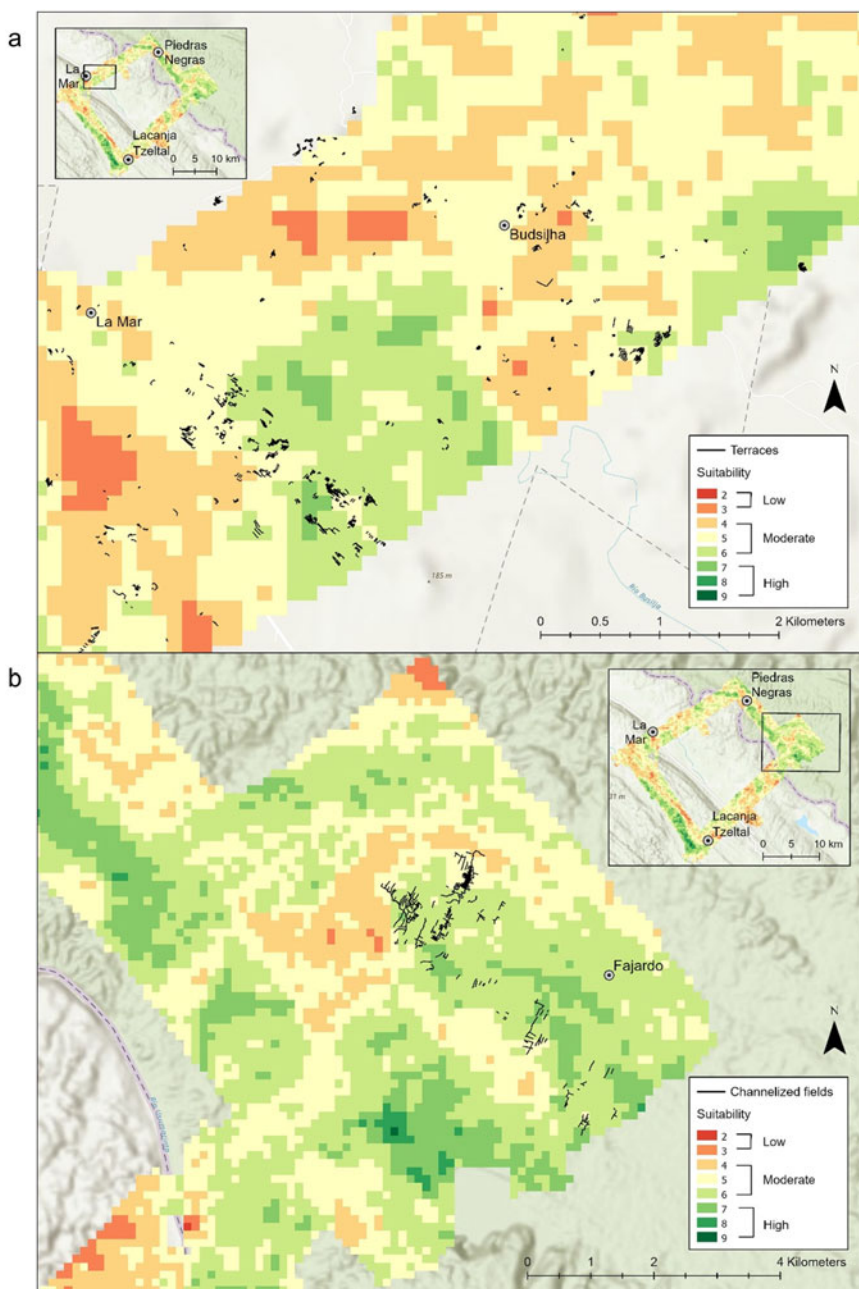 a
Piedras
Negras
La
Mar
Lacanja
Tzeltal
0 5 10 km
Budsilha
La Mar
N
Terraces
Suitability
2
3
Low
4
5
Moderate
6
7
8
High
9
185 m
0 0.5 1 2 Kilometers
b
Piedras
Negras
La
Mar
Lacanja
Tzeltal
0 5 10 km
Fajardo
N
Channelized fields
Suitability
2
3
Low
4
5
Moderate
6
7
8
High
9
0 1 2 4 Kilometers